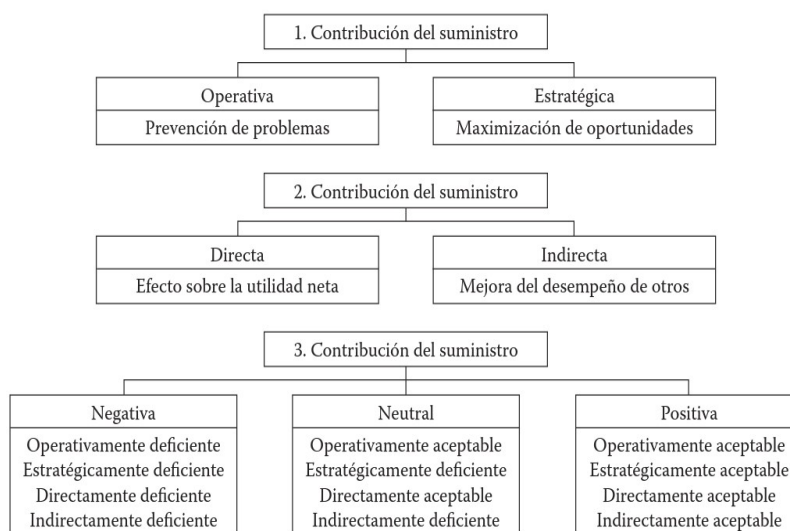 1. Contribución del suministro
Operativa
Prevención de problemas
Estratégica
Maximización de oportunidades
2. Contribución del suministro
Directa
Efecto sobre la utilidad neta
Indirecta
Mejora del desempeño de otros
3. Contribución del suministro
Negativa
Operativamente deficiente
Estratégicamente deficiente
Directamente deficiente
Indirectamente deficiente
Neutral
Operativamente aceptable
Estratégicamente deficiente
Directamente aceptable
Indirectamente deficiente
Positiva
Operativamente aceptable
Estratégicamente aceptable
Directamente aceptable
Indirectamente aceptable